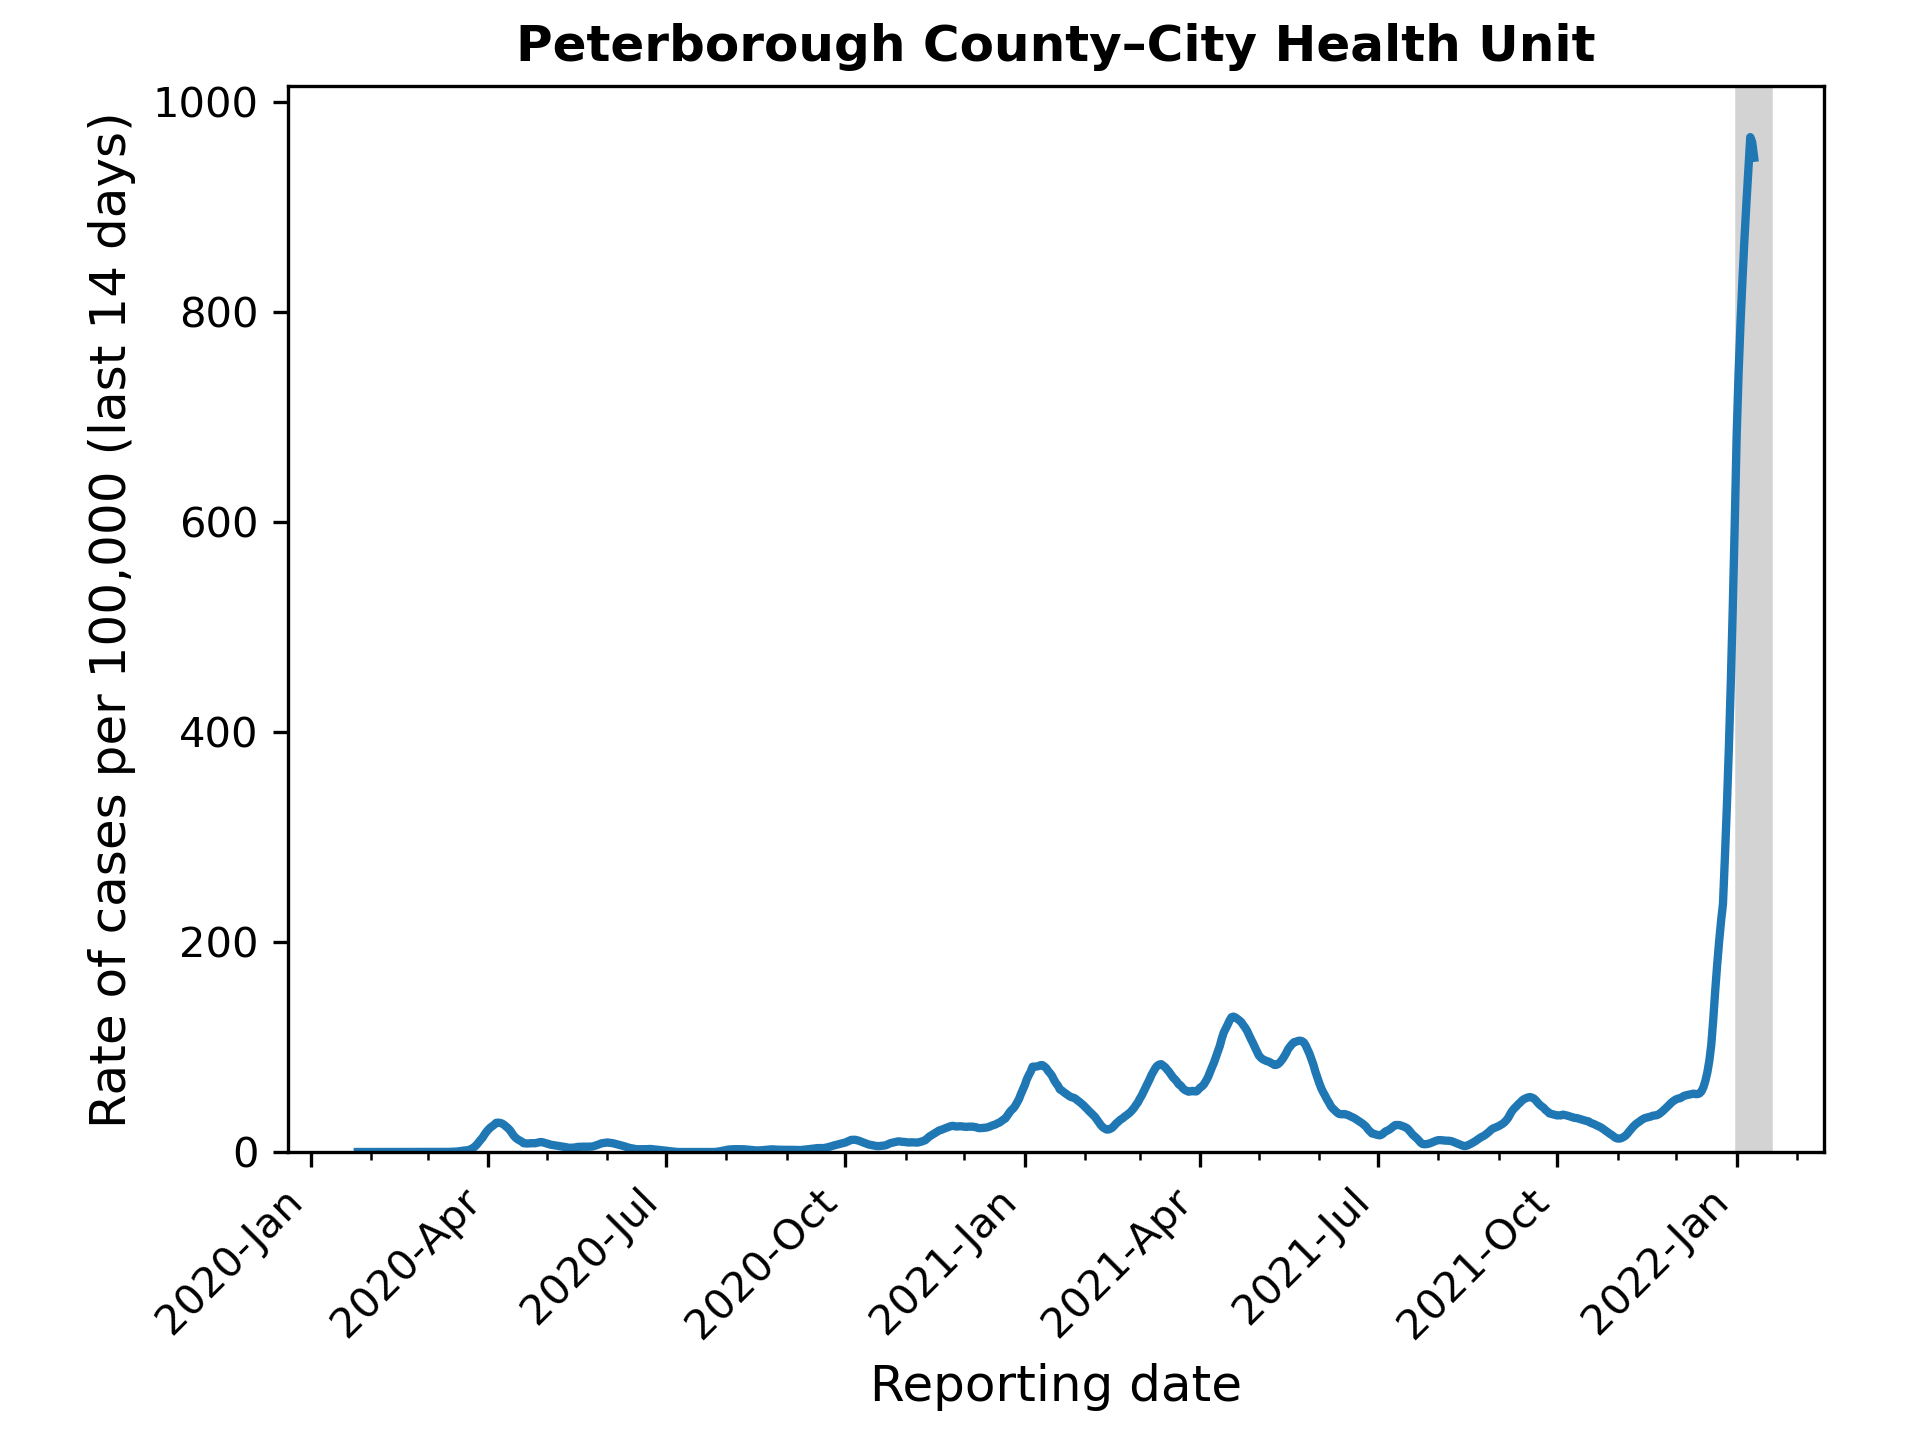 Peterborough County–City Health Unit
Rate of cases per 100,000 (last 14 days)
1000
800
600
400
200
0
2020-Jan
2020-Apr
2020-Jul
2020-Oct
2021-Jan
2021-Apr
2021-Jul
2021-Oct
2022-Jan
Reporting date